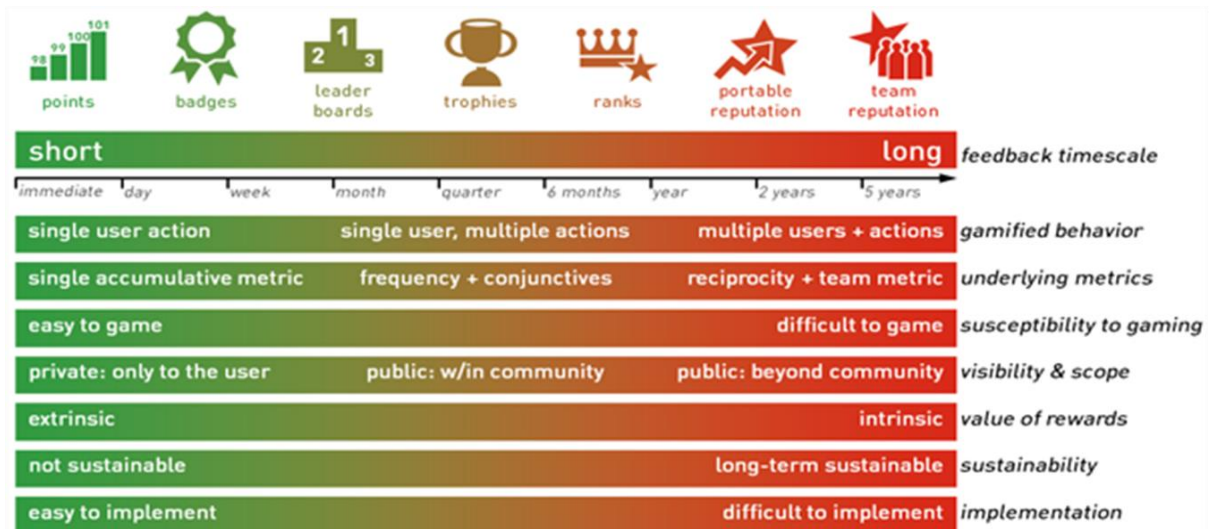 98 99 100 101
2 1 3
points
badges
leader
boards
trophies
ranks
portable
reputation
team
reputation
short long feedback timescale
immediate day week month quarter 6 months year 2 years 5 years
single user action single user, multiple actions multiple users + actions gamified behavior
single accumulative metric frequency + conjunctives reciprocity + team metric underlying metrics
easy to game difficult to game susceptibility to gaming
private: only to the user public: w/in community public: beyond community visibility & scope
extrinsic intrinsic value of rewards
not sustainable long-term sustainable sustainability
easy to implement difficult to implement implementation